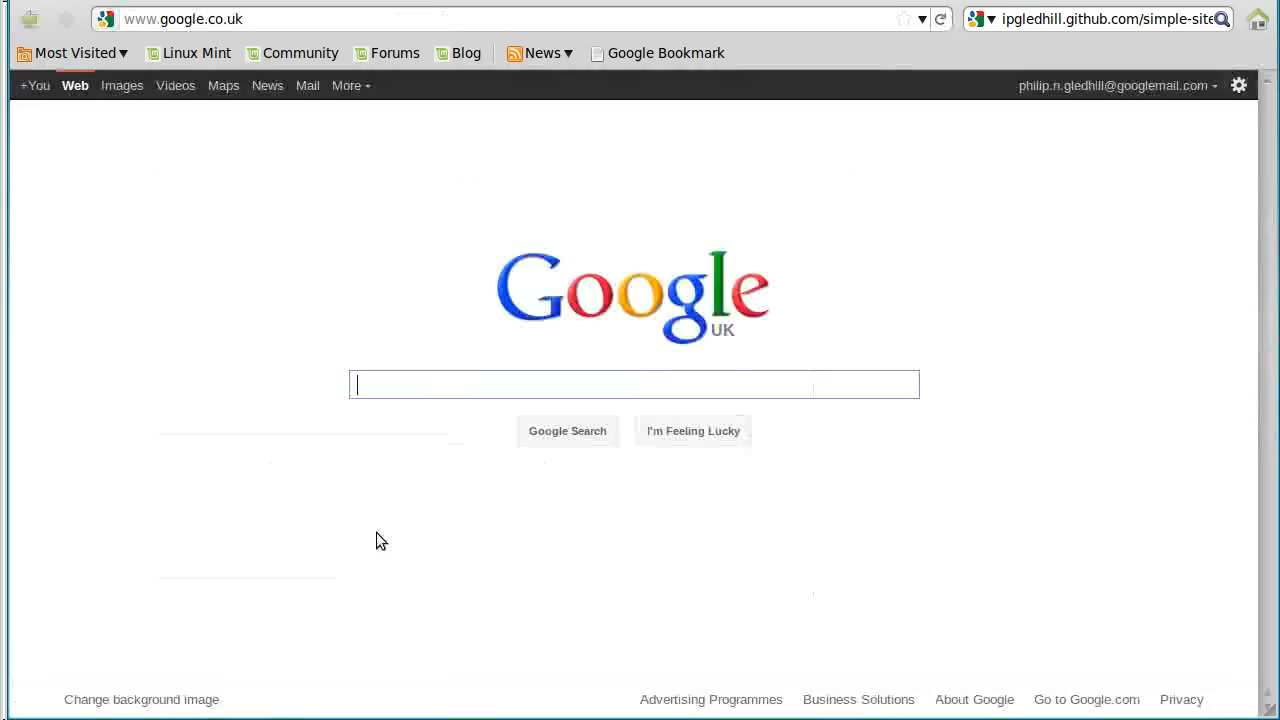 www.google.co.uk
ipgledhill.github.com/simple-site
Most Visited Linux Mint Community Forums Blog News Google Bookmark
+You Web Images Videos Maps News Mail More philip.n.gledhill@googlemail.com
Google
UK
Google Search I'm Feeling Lucky
Change background image Advertising Programmes Business Solutions About Google Go to Google.com Privacy